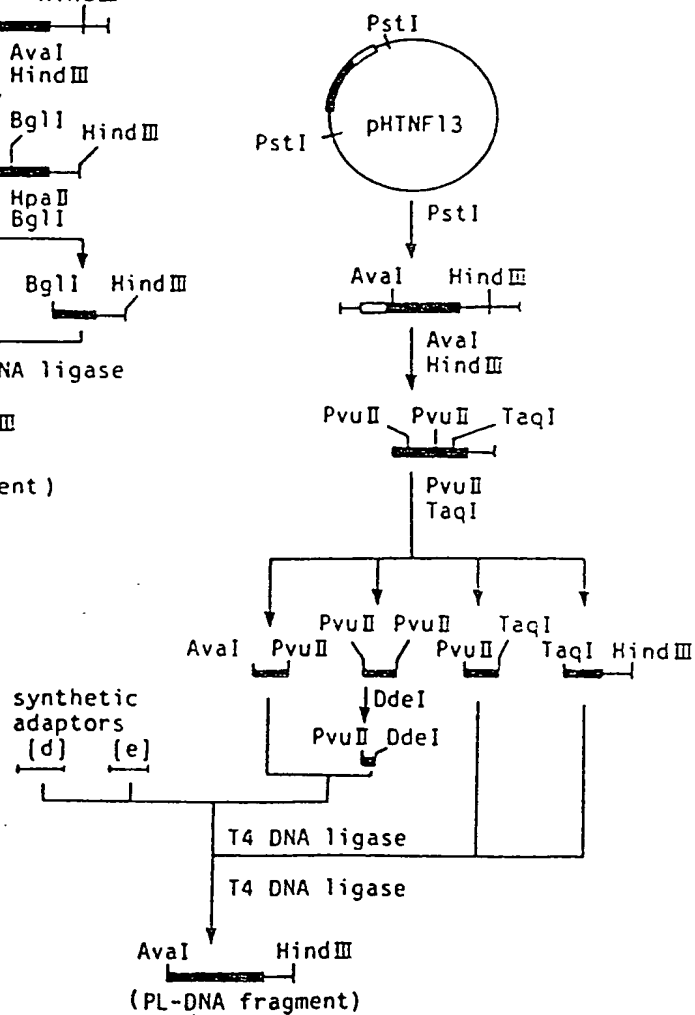 AvaI
HindIII
BglI
HindIII
HpaII
BglI
BglI HindIII
NA ligase
III
ent)
PstI
pHTNF13
PstI
PstI
AvaI HindIII
AvaI
HindIII
PvuII PvuII TaqI
PvuII
TaqI
AvaI PvuII
PvuII PvuII
PvuII TaqI
TaqI HindIII
DdeI
PvuII DdeI
synthetic
adaptors
[d] [e]
T4 DNA ligase
T4 DNA ligase
AvaI HindIII
(PL-DNA fragment)